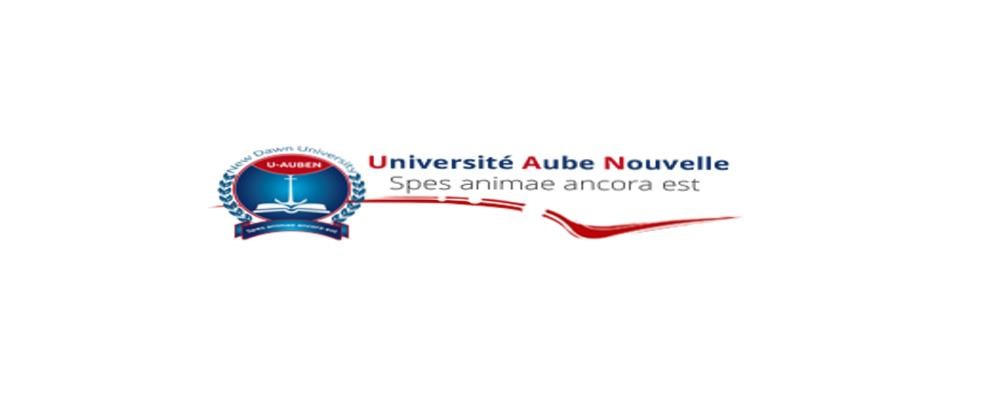 New Dawn University
U-AUBEN
Spes animae ancora est
Université Aube Nouvelle
Spes animae ancora est